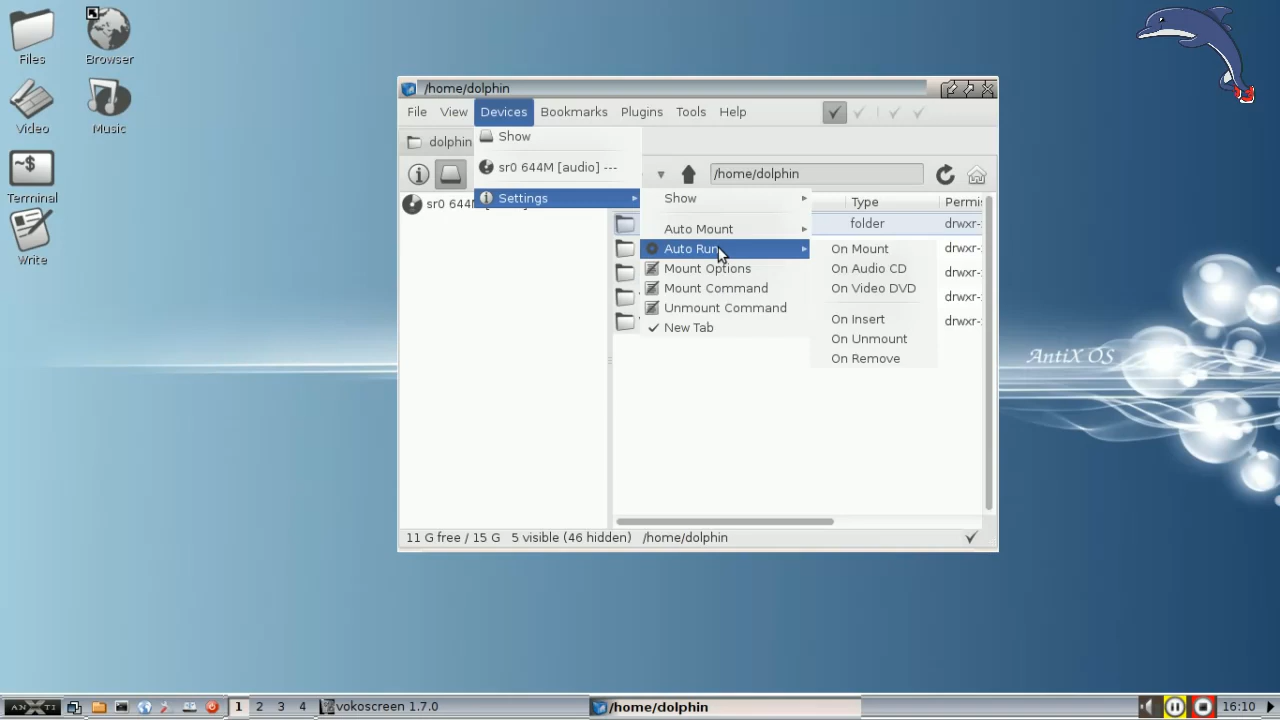 Files
Browser
Video
Music
~$
Terminal
Write
/home/dolphin
File View Devices Bookmarks Plugins Tools Help
dolphin
Show
sr0 644M [audio] ---
Settings
/home/dolphin
sr0 644
Show
Auto Mount
Auto Run
Mount Options
Mount Command
Unmount Command
New Tab
On Mount
On Audio CD
On Video DVD
On Insert
On Unmount
On Remove
Type Permi
folder drwxr-
drwxr-
drwxr-
drwxr-
drwxr-
11 G free / 15 G 5 visible (46 hidden) /home/dolphin
AntiX OS
1 2 3 4 vokoscreen 1.7.0 /home/dolphin 16:10